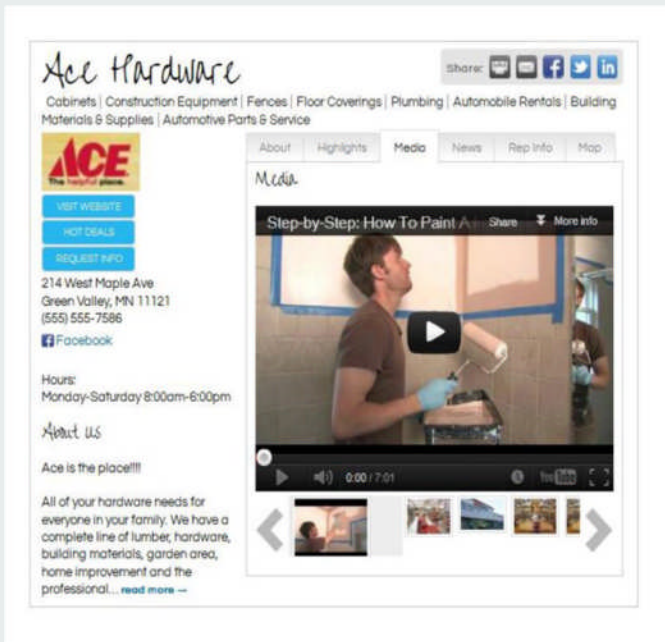 Ace Hardware
Share:
Cabinets | Construction Equipment | Fences | Floor Coverings | Plumbing | Automobile Rentals | Building
Materials & Supplies | Automotive Parts & Service
ACE
The helpful place.
VISIT WEBSITE
HOT DEALS
REQUEST INFO
214 West Maple Ave
Green Valley, MN 11121
(555) 555-7586
Facebook
Hours:
Monday-Saturday 8:00am-6:00pm
About Us
Ace is the place!!!!
All of your hardware needs for
everyone in your family. We have a
complete line of lumber, hardware,
building materials, garden area,
home improvement and the
professional... read more →
About Highlights Media News Rep Info Map
Media
Step-by-Step: How To Paint A Share More info
0:00 / 7:01 YouTube